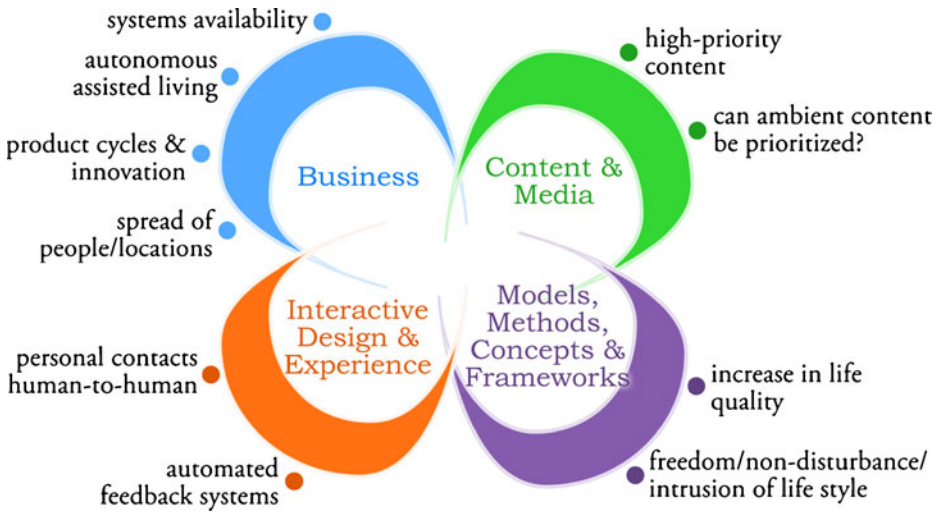 systems availability
autonomous
assisted living
product cycles &
innovation
spread of
people/locations
Business
high-priority
content
can ambient content
be prioritized?
Content &
Media
Interactive
Design &
Experience
personal contacts
human-to-human
automated
feedback systems
Models,
Methods,
Concepts &
Frameworks
increase in life
quality
freedom/non-disturbance/
intrusion of life style